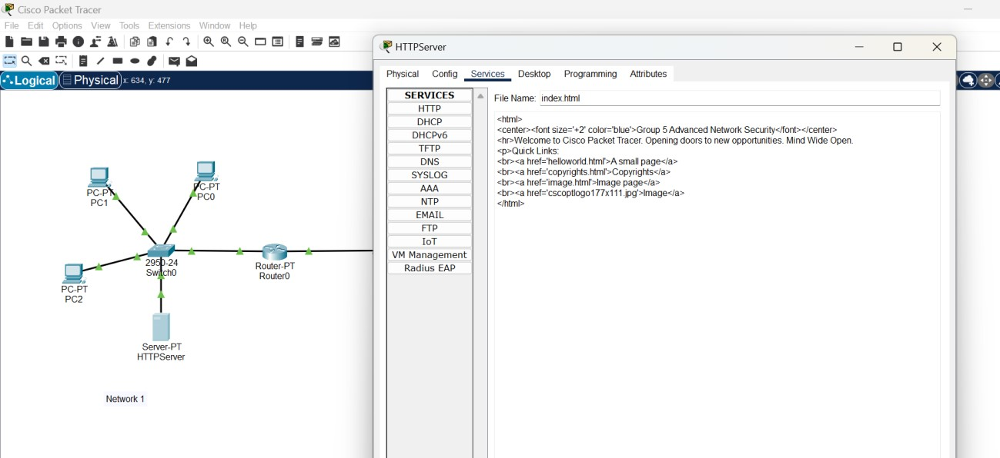 Cisco Packet Tracer
File Edit Options View Tools Extensions Window Help
Logical Physical x: 634, y: 477
PC-PT
PC1
PC-PT
PC0
2950-24
Switch0
Router-PT
Router0
PC-PT
PC2
Server-PT
HTTPServer
Network 1
HTTPServer
Physical Config Services Desktop Programming Attributes
SERVICES
HTTP
DHCP
DHCPv6
TFTP
DNS
SYSLOG
AAA
NTP
EMAIL
FTP
IoT
VM Management
Radius EAP
File Name: index.html
<html>
<center><font size='+2' color='blue'>Group 5 Advanced Network Security</font></center>
<hr>Welcome to Cisco Packet Tracer. Opening doors to new opportunities. Mind Wide Open.
<p>Quick Links:
<br><a href='helloworld.html'>A small page</a>
<br><a href='copyrights.html'>Copyrights</a>
<br><a href='image.html'>Image page</a>
<br><a href='cscoptlogo177x111.jpg'>Image</a>
</html>